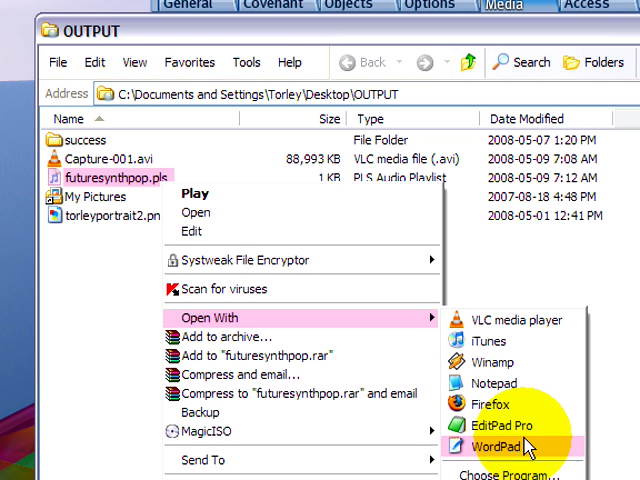 General Covenant Objects Options Media Access
OUTPUT
File Edit View Favorites Tools Help Back Search Folders
Address C:\Documents and Settings\Torley\Desktop\OUTPUT
Name Size Type Date Modified
success File Folder 2008-05-07 1:20 PM
Capture-001.avi 88,993 KB VLC media file (.avi) 2008-05-09 7:08 AM
futuresynthpop.pls 1 KB PLS Audio Playlist 2008-05-09 7:12 AM
My Pictures 2007-08-18 4:48 PM
torleyportrait2.pn 2008-05-01 12:41 PM
Play
Open
Edit
Systweak File Encryptor
Scan for viruses
Open With
Add to archive...
Add to "futuresynthpop.rar"
Compress and email...
Compress to "futuresynthpop.rar" and email
Backup
MagicISO
Send To
VLC media player
iTunes
Winamp
Notepad
Firefox
EditPad Pro
WordPad
Choose Program...